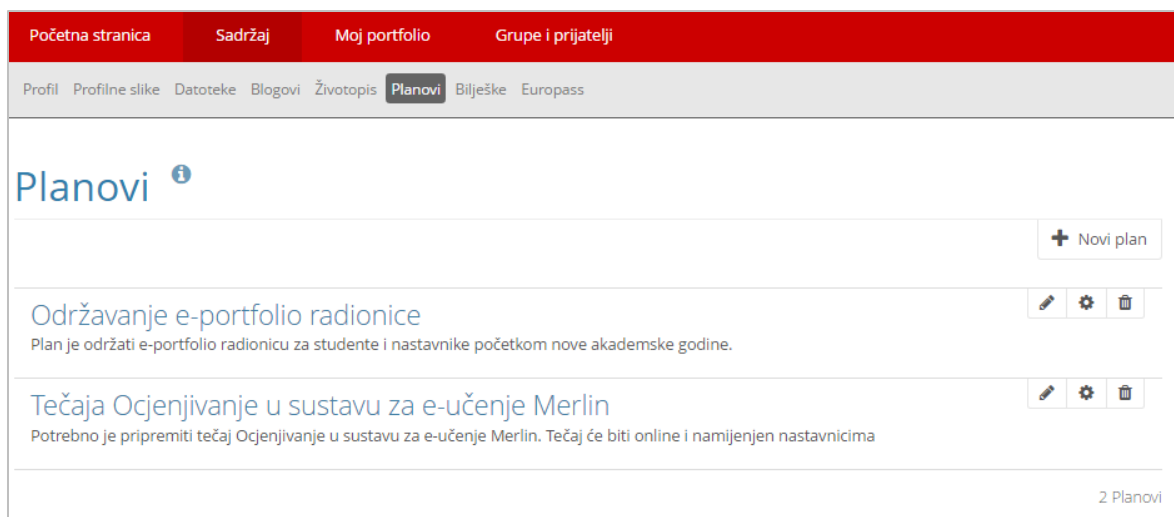 Početna stranica Sadržaj Moj portfolio Grupe i prijatelji
Profil Profilne slike Datoteke Blogovi Životopis Planovi Bilješke Europass
Planovi
Novi plan
Održavanje e-portfolio radionice
Plan je održati e-portfolio radionicu za studente i nastavnike početkom nove akademske godine.
Tečaja Ocjenjivanje u sustavu za e-učenje Merlin
Potrebno je pripremiti tečaj Ocjenjivanje u sustavu za e-učenje Merlin. Tečaj će biti online i namijenjen nastavnicima
2 Planovi